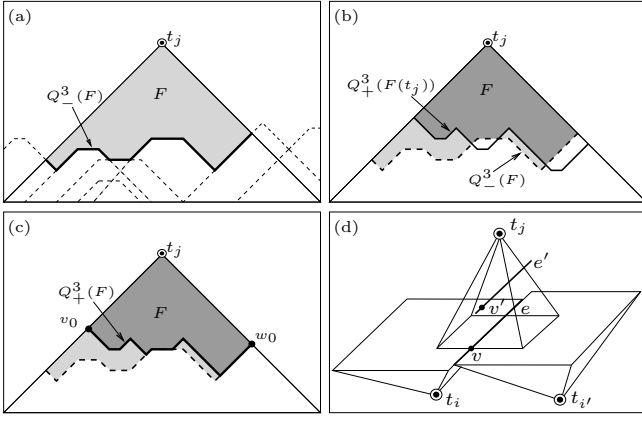 (a)
t_j
Q^3_-(F)
F
(b)
t_j
Q^3_+(F(t_j))
F
Q^3_-(F)
(c)
t_j
Q^3_+(F)
v_0
F
w_0
(d)
t_j
e'
v'
e
v
t_i
t_{i'}